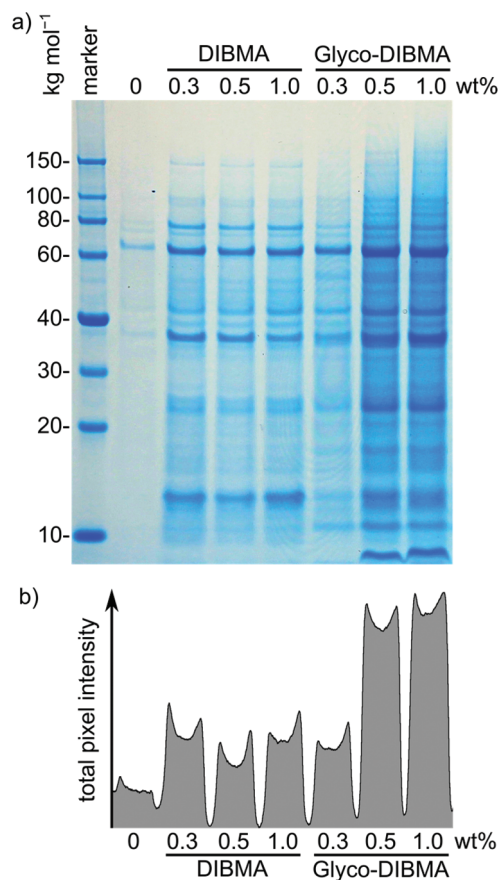 a)
kg mol⁻¹
marker
DIBMA
Glyco-DIBMA
0 0.3 0.5 1.0 0.3 0.5 1.0 wt%
150-
100-
80-
60-
40-
30-
20-
10-
b)
total pixel intensity
0 0.3 0.5 1.0 0.3 0.5 1.0 wt%
DIBMA Glyco-DIBMA